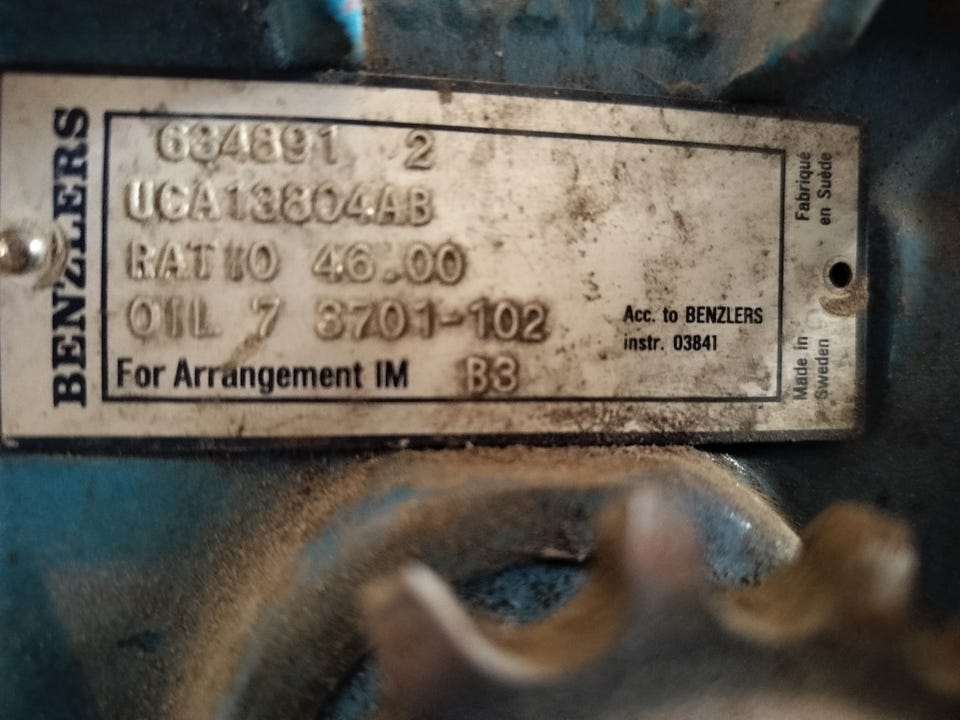 BENZLERS
634891 2
UCA13804AB
RATIO 46.00
OIL 7 3701-102
For Arrangement IM B3
Acc. to BENZLERS
instr. 03841
Fabriqué
en Suède
Made in
Sweden